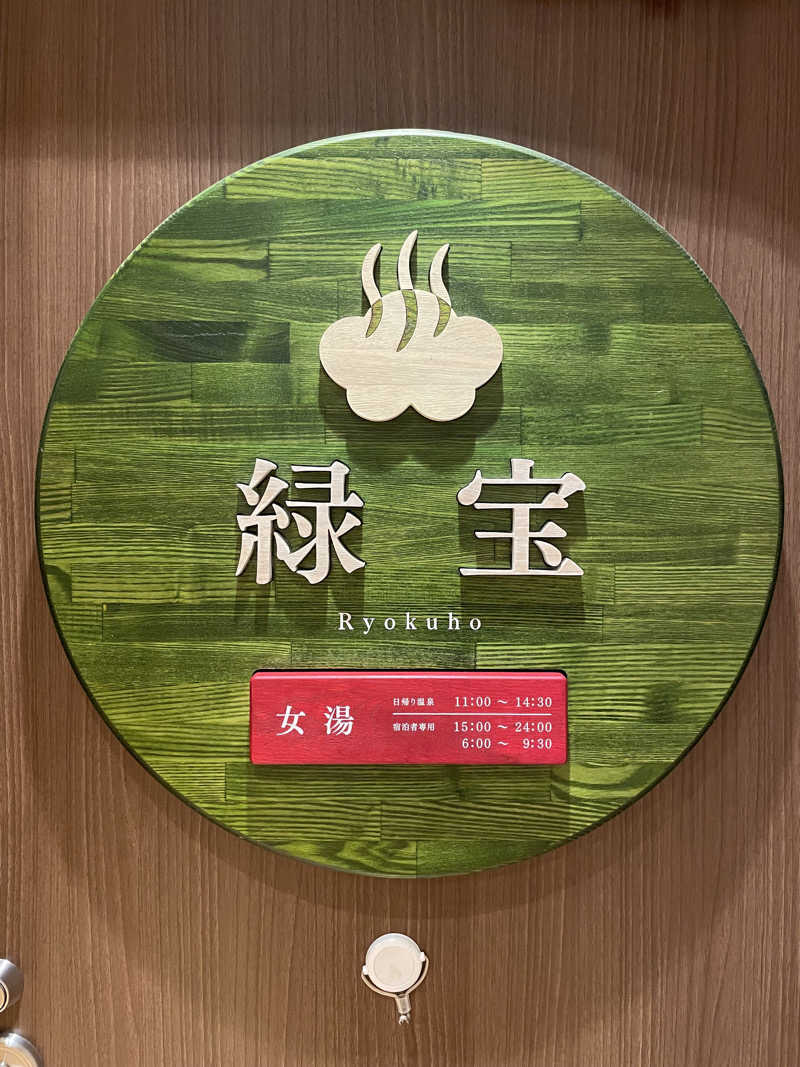 緑宝
Ryokuho
女湯
日帰り温泉 11:00 ～ 14:30
宿泊者専用 15:00 ～ 24:00
6:00 ～ 9:30